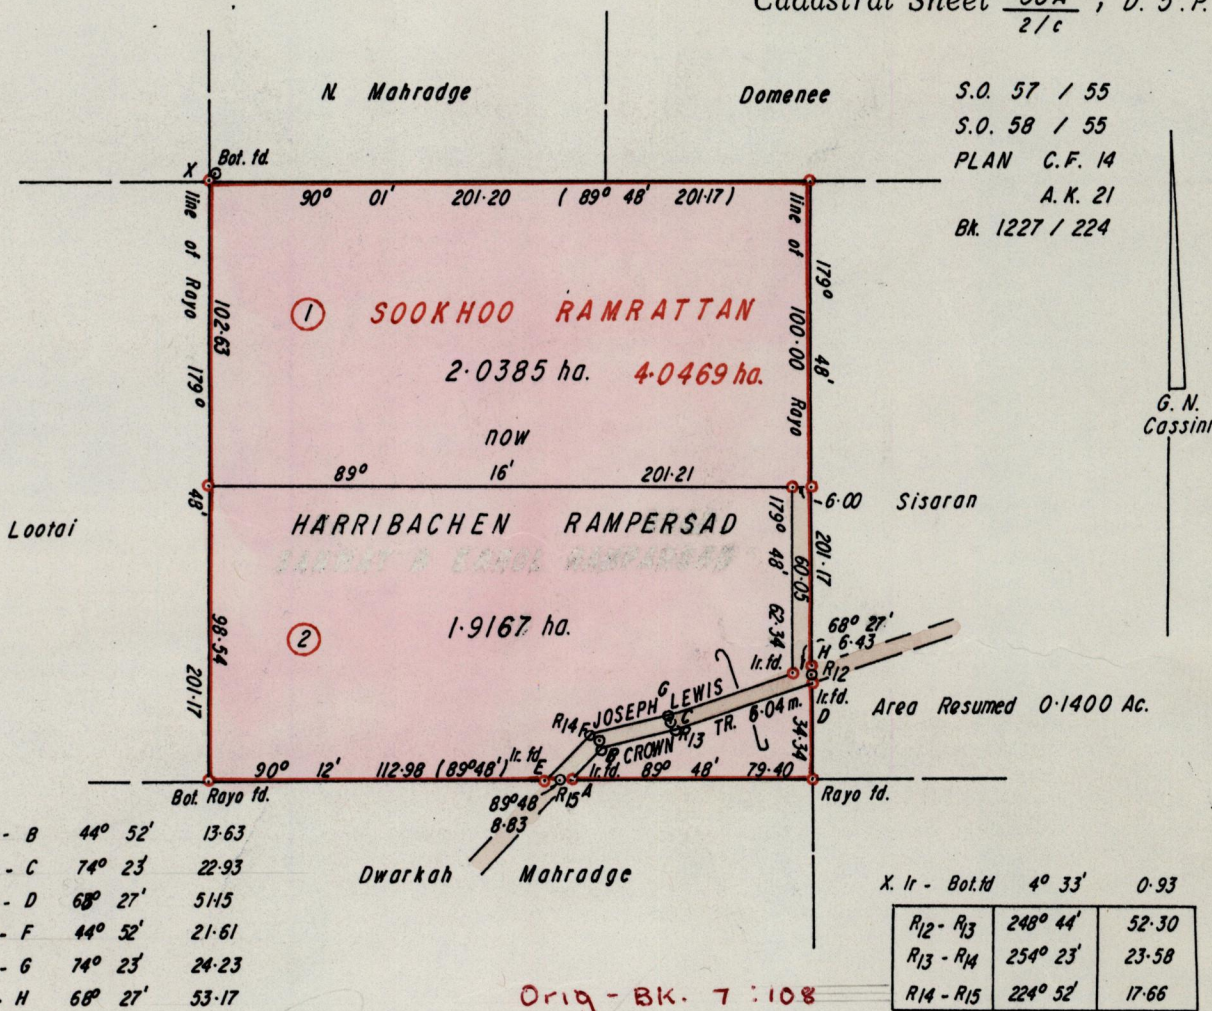 Cadastral Sheet
2/c
N. Mahradge
Domenee
S.O. 57 / 55
S.O. 58 / 55
PLAN C.F. 14
A.K. 21
Bk. 1227 / 224
X
Bot. fd.
90° 01' 201·20 ( 89° 48' 201·17)
line of Rayo 179° 48'
102·63
line of Rayo
179° 48'
100·00
① SOOKHOO RAMRATTAN
2·0385 ha. 4·0469 ha.
now
G. N.
Cassini
89° 16' 201·21
6·00
Sisaran
Lootai
HARRIBACHEN RAMPERSAD
179° 48' 62·34
60·05
201·17
② 1·9167 ha.
98·54
201·17
68° 27'
6·43
H
R12
Ir. fd.
Ir. fd.
D
Area Resumed 0·1400 Ac.
JOSEPH LEWIS
G
C
R14 F
B CROWN TR. 6·04 m.
R13
34·34
90° 12' 112·98 (89°48') Ir. fd.
E
Ir. fd. 89° 48' 79·40
Bot. Rayo fd.
89°48
8·83
R15 A
Rayo fd.
Dwarkah Mahradge
- B 44° 52' 13·63
- C 74° 23' 22·93
- D 68° 27' 51·15
- F 44° 52' 21·61
- G 74° 23' 24·23
- H 68° 27' 53·17
X. Ir - Bot.fd 4° 33' 0·93
R12 - R13 248° 44' 52·30
R13 - R14 254° 23' 23·58
R14 - R15 224° 52' 17·66
Orig - BK. 7 : 108